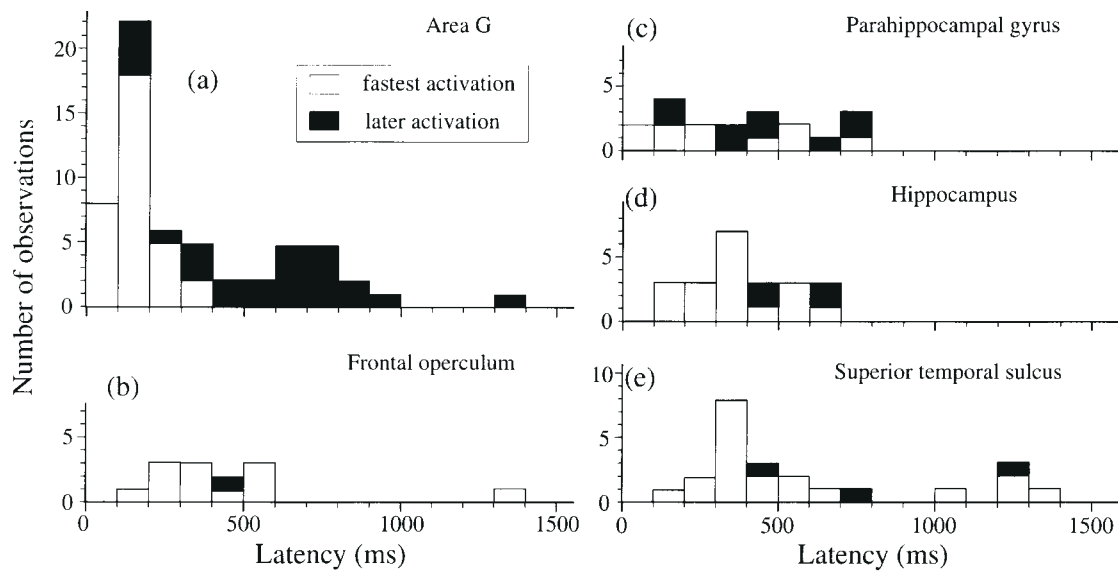 Area G
(a)
fastest activation
later activation
20
15
10
5
0
Number of observations
Frontal operculum
(b)
5
0
0 500 1000 1500
Latency (ms)
(c) Parahippocampal gyrus
5
0
(d) Hippocampus
5
0
(e) Superior temporal sulcus
10
5
0
0 500 1000 1500
Latency (ms)